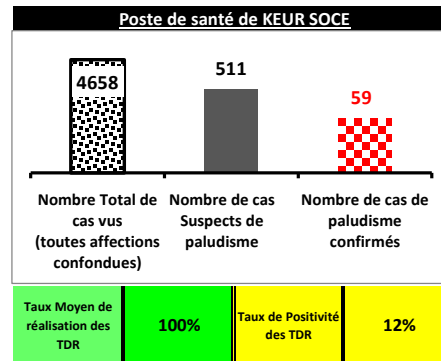 Poste de santé de KEUR SOCE
4658
511
59
Nombre Total de
cas vus
(toutes affections
confondues)
Nombre de cas
Suspects de
paludisme
Nombre de cas de
paludisme
confirmés
Taux Moyen de
réalisation des
TDR
100%
Taux de Positivité
des TDR
12%